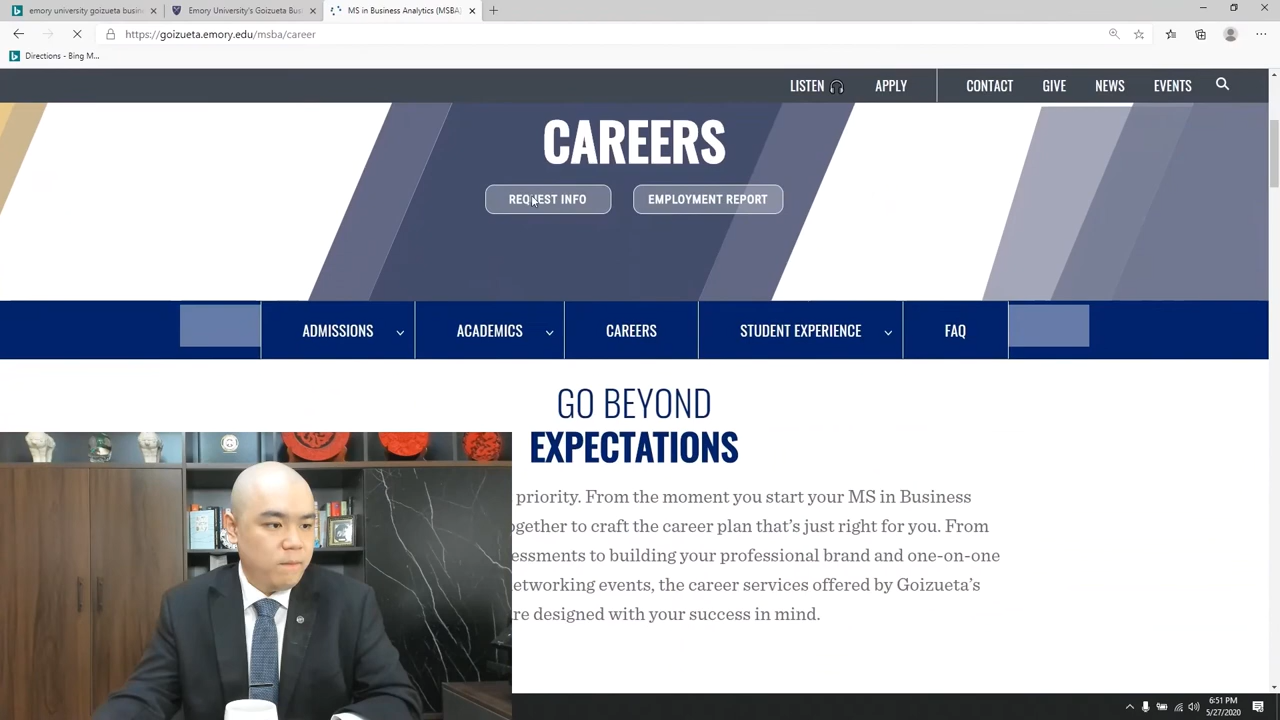 emory university goizueta busin
Emory University's Goizueta Busi
MS in Business Analytics (MSBA)
https://goizueta.emory.edu/msba/career
Directions - Bing M...
LISTEN APPLY CONTACT GIVE NEWS EVENTS
CAREERS
REQUEST INFO EMPLOYMENT REPORT
ADMISSIONS ACADEMICS CAREERS STUDENT EXPERIENCE FAQ
GO BEYOND
EXPECTATIONS
priority. From the moment you start your MS in Business
ogether to craft the career plan that's just right for you. From
essments to building your professional brand and one-on-one
etworking events, the career services offered by Goizueta's
re designed with your success in mind.
6:51 PM
5/27/2020